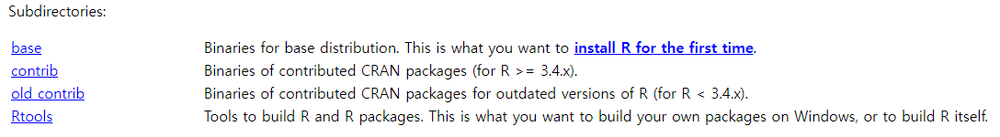 Subdirectories:
base Binaries for base distribution. This is what you want to install R for the first time.
contrib Binaries of contributed CRAN packages (for R >= 3.4.x).
old contrib Binaries of contributed CRAN packages for outdated versions of R (for R < 3.4.x).
Rtools Tools to build R and R packages. This is what you want to build your own packages on Windows, or to build R itself.